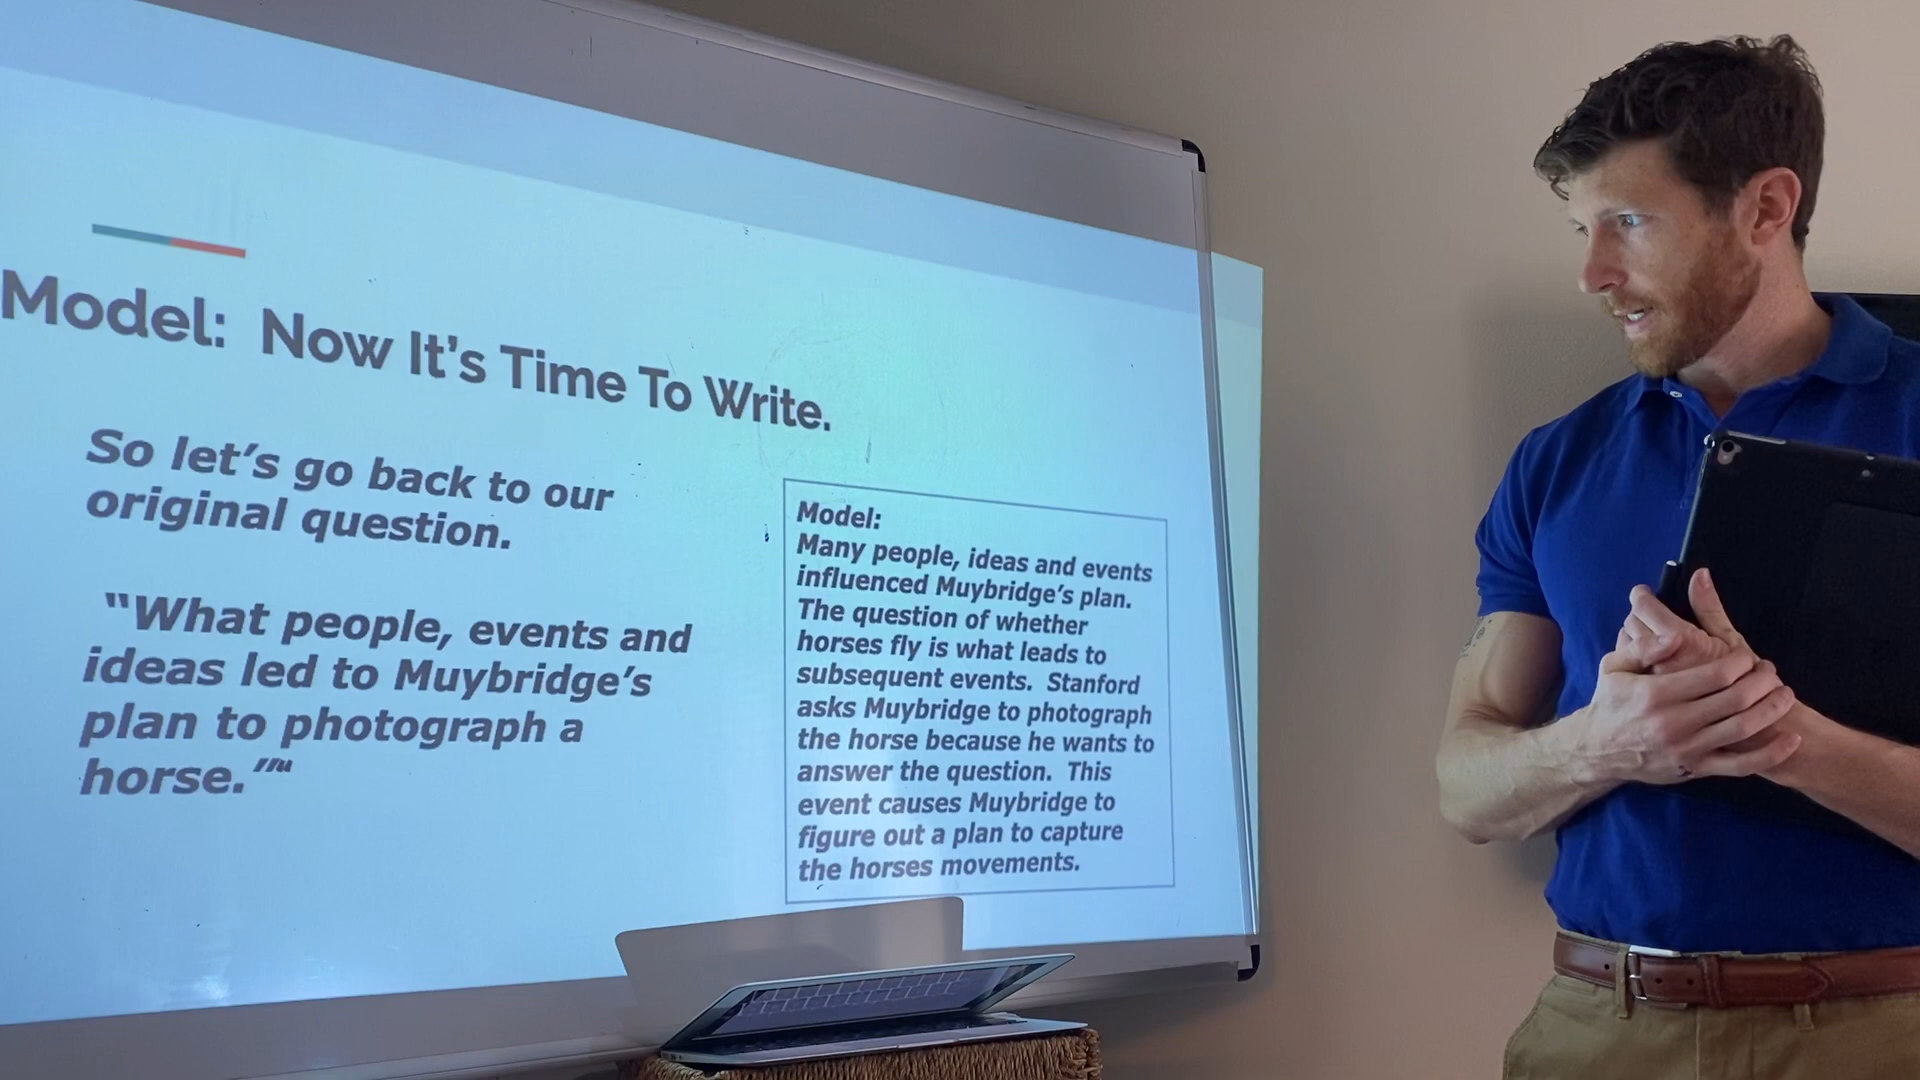 Model: Now It's Time To Write.
So let's go back to our
original question.
“What people, events and
ideas led to Muybridge's
plan to photograph a
horse.”“
Model:
Many people, ideas and events
influenced Muybridge's plan.
The question of whether
horses fly is what leads to
subsequent events. Stanford
asks Muybridge to photograph
the horse because he wants to
answer the question. This
event causes Muybridge to
figure out a plan to capture
the horses movements.